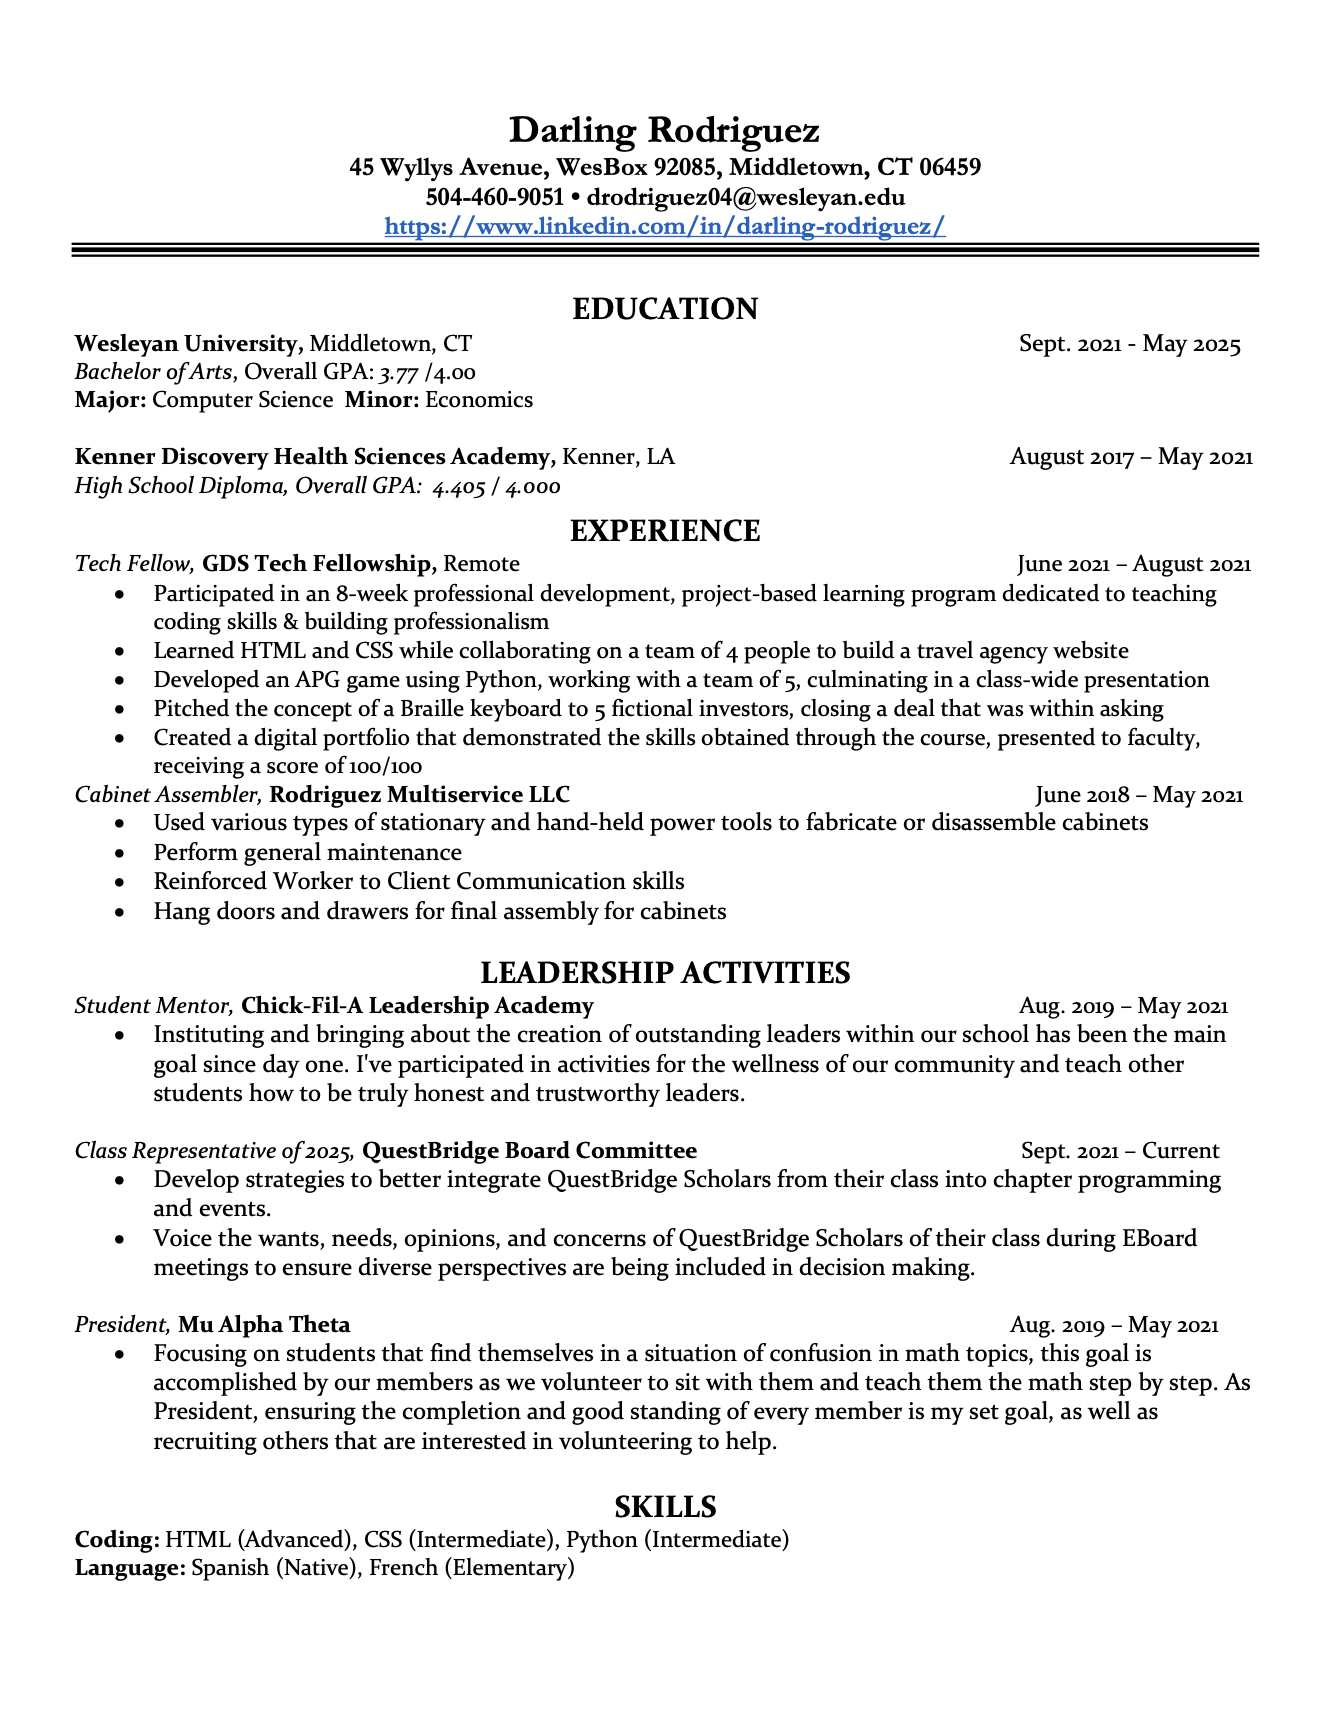 Darling Rodriguez
45 Wyllys Avenue, WesBox 92085, Middletown, CT 06459
504-460-9051 • drodriguez04@wesleyan.edu
https://www.linkedin.com/in/darling-rodriguez/
EDUCATION
Wesleyan University, Middletown, CT Sept. 2021 - May 2025
Bachelor of Arts, Overall GPA: 3.77 /4.00
Major: Computer Science Minor: Economics
Kenner Discovery Health Sciences Academy, Kenner, LA August 2017 – May 2021
High School Diploma, Overall GPA: 4.405 / 4.000
EXPERIENCE
Tech Fellow, GDS Tech Fellowship, Remote June 2021 – August 2021
• Participated in an 8-week professional development, project-based learning program dedicated to teaching
coding skills & building professionalism
• Learned HTML and CSS while collaborating on a team of 4 people to build a travel agency website
• Developed an APG game using Python, working with a team of 5, culminating in a class-wide presentation
• Pitched the concept of a Braille keyboard to 5 fictional investors, closing a deal that was within asking
• Created a digital portfolio that demonstrated the skills obtained through the course, presented to faculty,
receiving a score of 100/100
Cabinet Assembler, Rodriguez Multiservice LLC June 2018 – May 2021
• Used various types of stationary and hand-held power tools to fabricate or disassemble cabinets
• Perform general maintenance
• Reinforced Worker to Client Communication skills
• Hang doors and drawers for final assembly for cabinets
LEADERSHIP ACTIVITIES
Student Mentor, Chick-Fil-A Leadership Academy Aug. 2019 – May 2021
• Instituting and bringing about the creation of outstanding leaders within our school has been the main
goal since day one. I've participated in activities for the wellness of our community and teach other
students how to be truly honest and trustworthy leaders.
Class Representative of 2025, QuestBridge Board Committee Sept. 2021 – Current
• Develop strategies to better integrate QuestBridge Scholars from their class into chapter programming
and events.
• Voice the wants, needs, opinions, and concerns of QuestBridge Scholars of their class during EBoard
meetings to ensure diverse perspectives are being included in decision making.
President, Mu Alpha Theta Aug. 2019 – May 2021
• Focusing on students that find themselves in a situation of confusion in math topics, this goal is
accomplished by our members as we volunteer to sit with them and teach them the math step by step. As
President, ensuring the completion and good standing of every member is my set goal, as well as
recruiting others that are interested in volunteering to help.
SKILLS
Coding: HTML (Advanced), CSS (Intermediate), Python (Intermediate)
Language: Spanish (Native), French (Elementary)